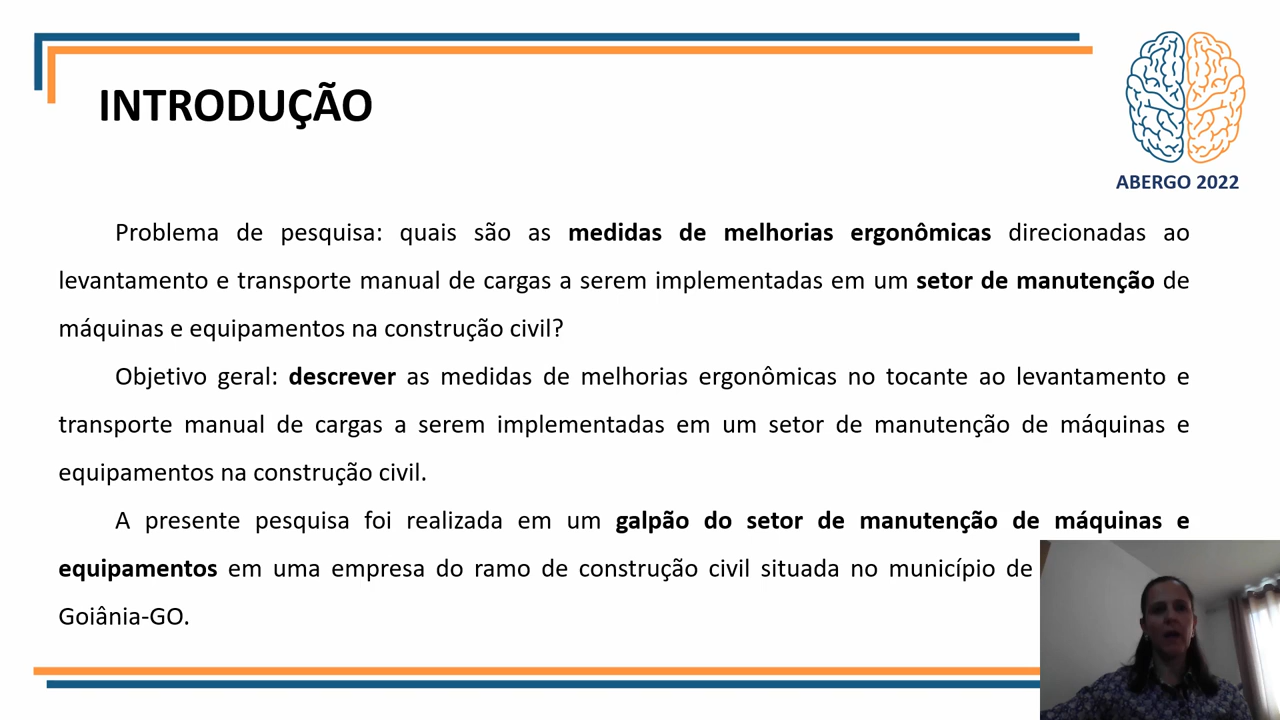 INTRODUÇÃO
ABERGO 2022
Problema de pesquisa: quais são as medidas de melhorias ergonômicas direcionadas ao
levantamento e transporte manual de cargas a serem implementadas em um setor de manutenção de
máquinas e equipamentos na construção civil?
Objetivo geral: descrever as medidas de melhorias ergonômicas no tocante ao levantamento e
transporte manual de cargas a serem implementadas em um setor de manutenção de máquinas e
equipamentos na construção civil.
A presente pesquisa foi realizada em um galpão do setor de manutenção de máquinas e
equipamentos em uma empresa do ramo de construção civil situada no município de
Goiânia-GO.